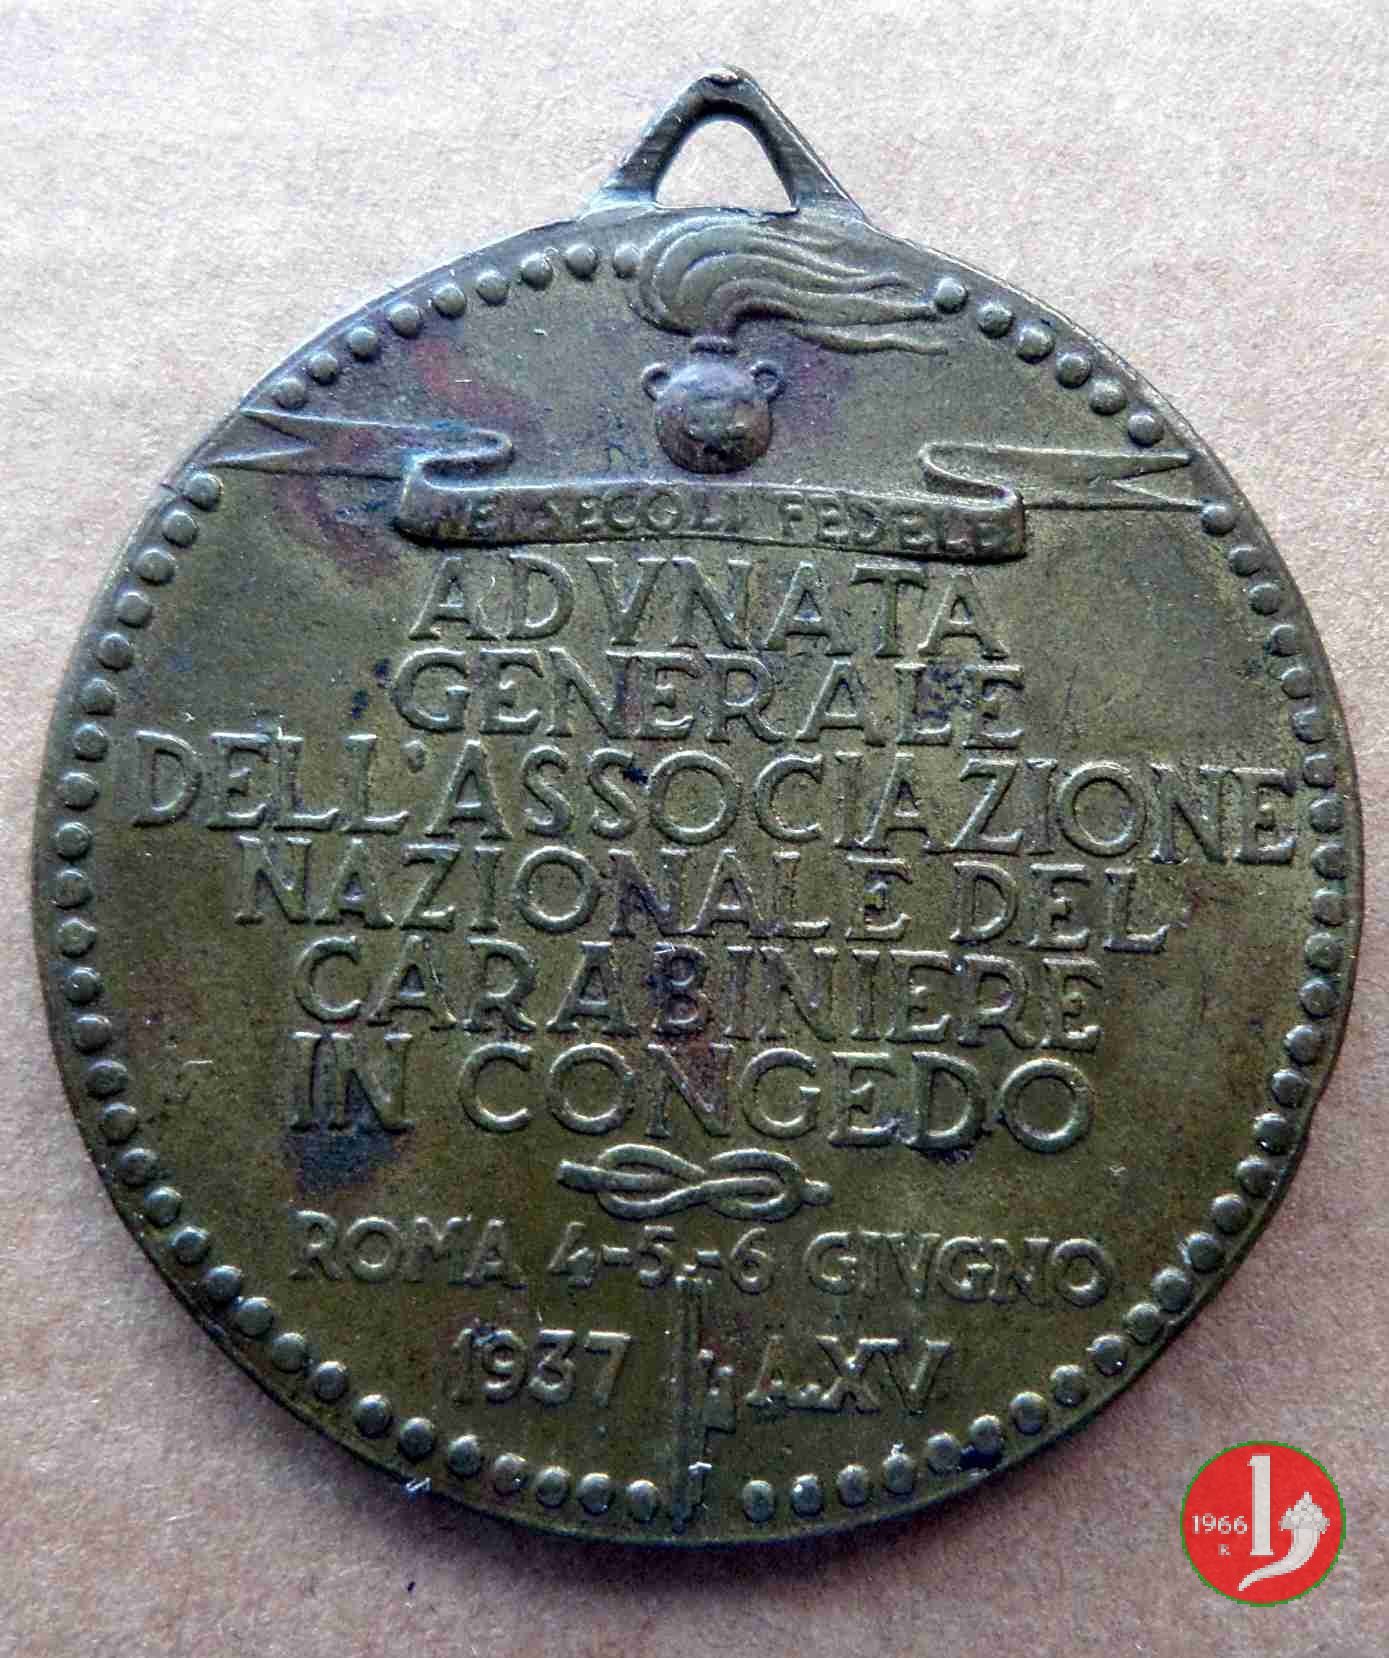 NEI SECOLI FEDELE
ADVNATA
GENERALE
DELL'ASSOCIAZIONE
NAZIONALE DEL
CARABINIERE
IN CONGEDO
ROMA 4-5-6 GIVGNO
1937 A.XV
1966
R